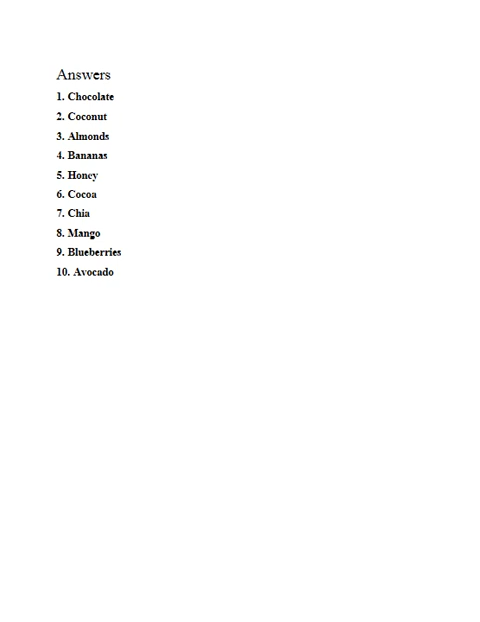 Answers
1. Chocolate
2. Coconut
3. Almonds
4. Bananas
5. Honey
6. Cocoa
7. Chia
8. Mango
9. Blueberries
10. Avocado